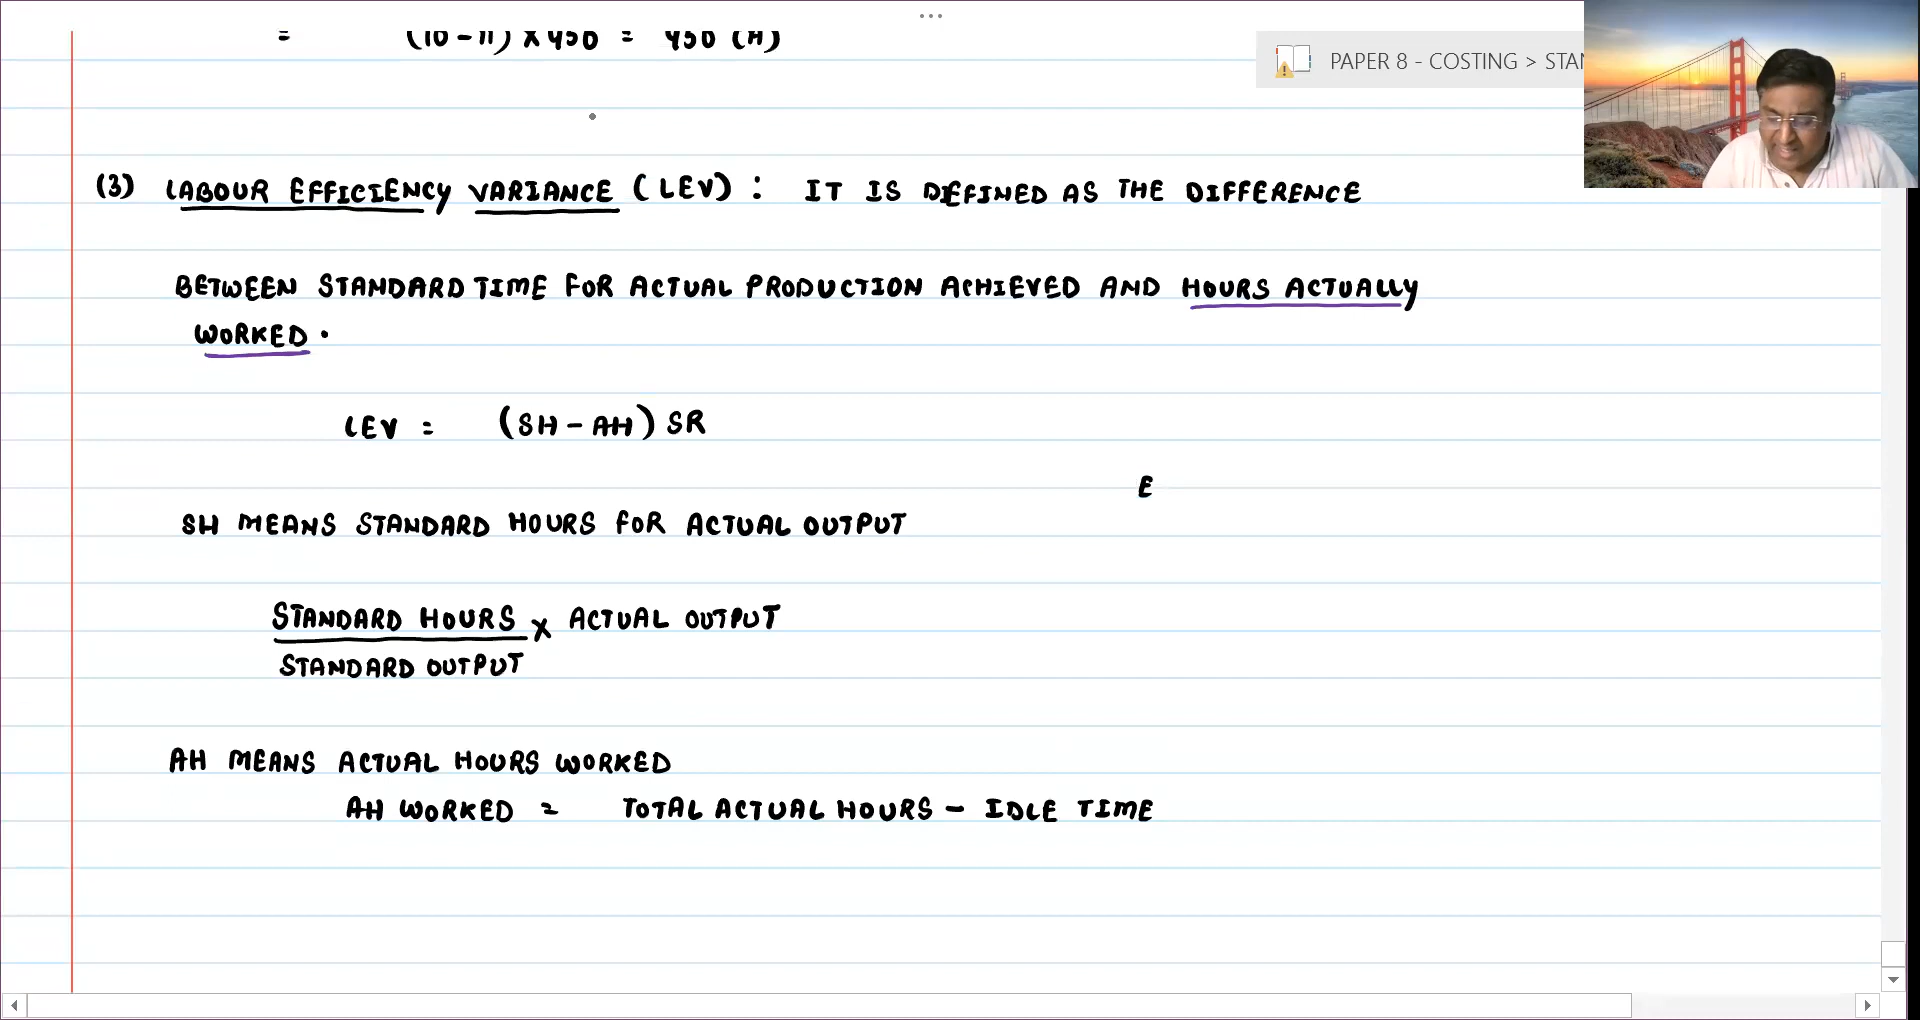 = (10 - 11) x 450 = 450 (A)
PAPER 8 - COSTING > STAN
(3) LABOUR EFFICIENCY VARIANCE (LEV) : IT IS DEFINED AS THE DIFFERENCE
BETWEEN STANDARD TIME FOR ACTUAL PRODUCTION ACHIEVED AND HOURS ACTUALLY
WORKED .
LEV = (SH - AH) SR
E
SH MEANS STANDARD HOURS FOR ACTUAL OUTPUT
STANDARD HOURS x ACTUAL OUTPUT
STANDARD OUTPUT
AH MEANS ACTUAL HOURS WORKED
AH WORKED = TOTAL ACTUAL HOURS - IDLE TIME